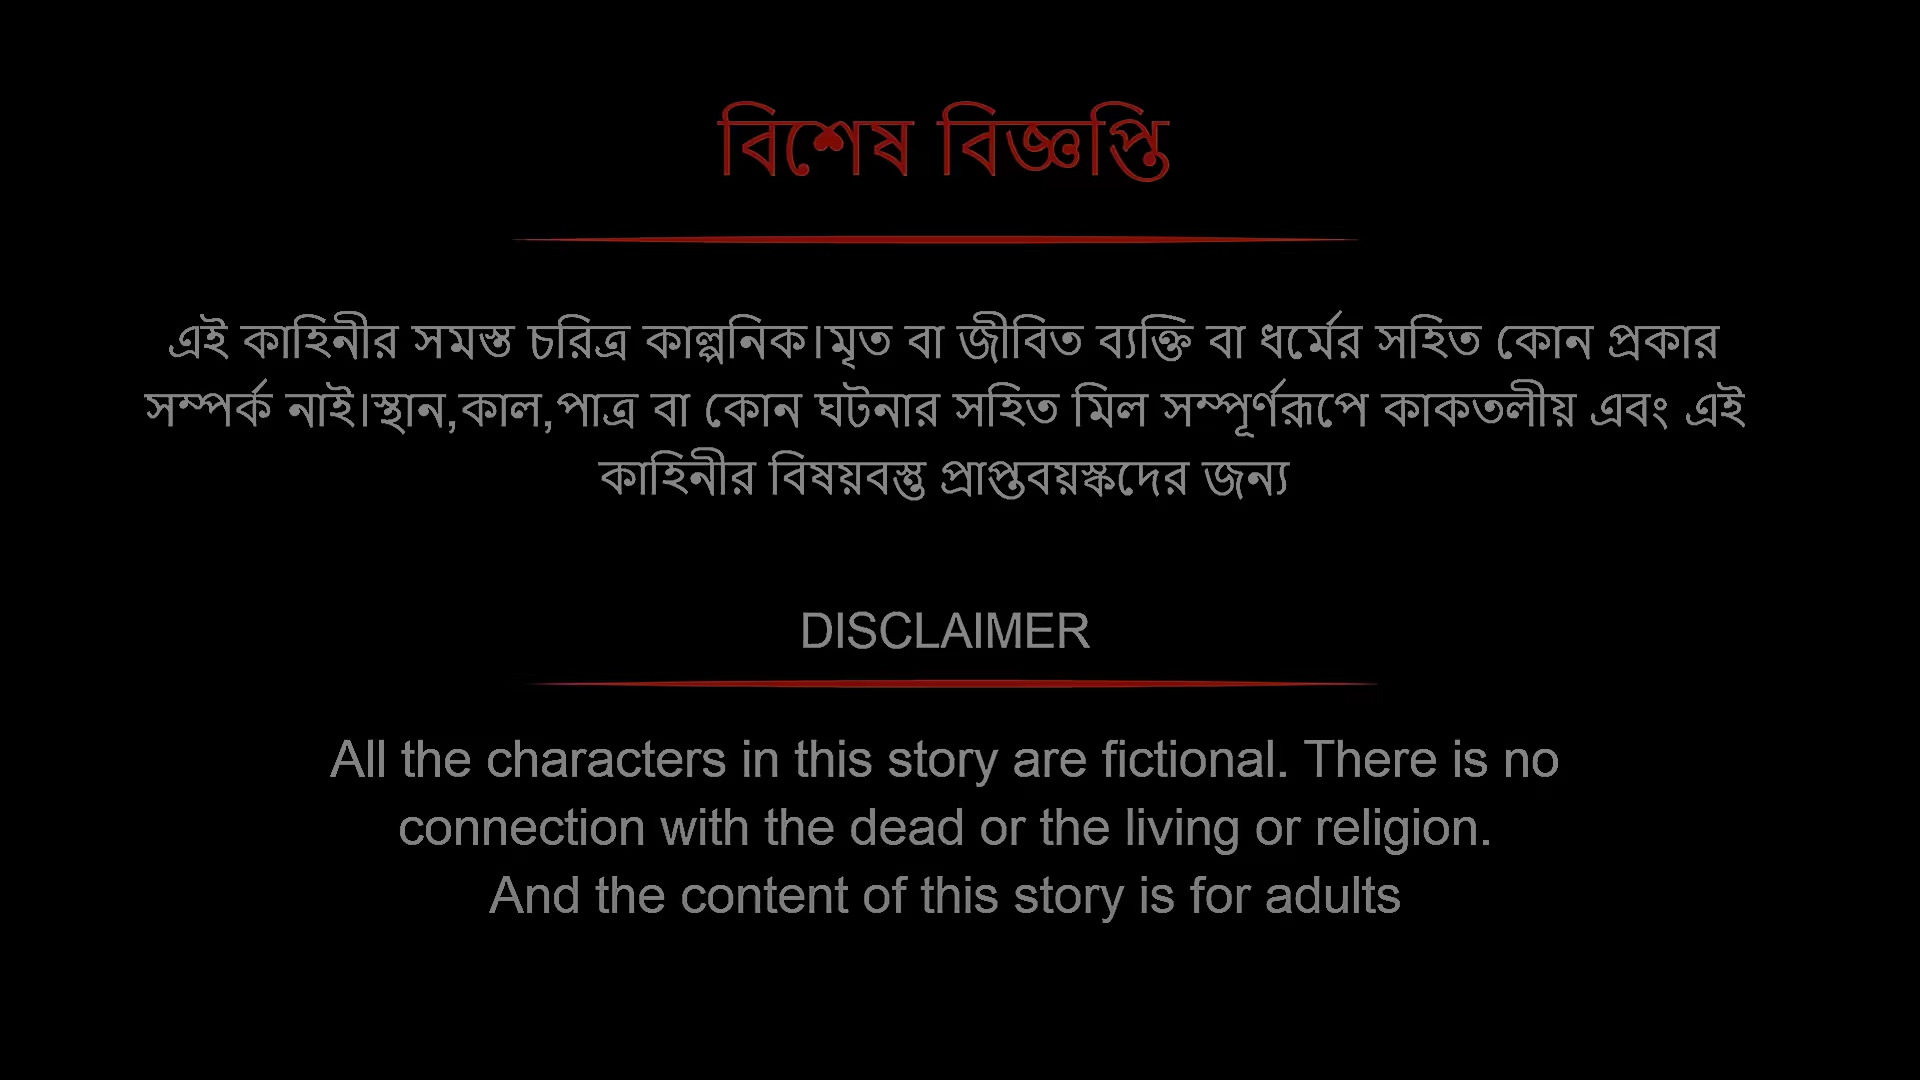 বিশেষ বিজ্ঞপ্তি
এই কাহিনীর সমস্ত চরিত্র কাল্পনিক।মৃত বা জীবিত ব্যক্তি বা ধর্মের সহিত কোন প্রকার
সম্পর্ক নাই।স্থান,কাল,পাত্র বা কোন ঘটনার সহিত মিল সম্পূর্ণরূপে কাকতলীয় এবং এই
কাহিনীর বিষয়বস্তু প্রাপ্তবয়স্কদের জন্য
DISCLAIMER
All the characters in this story are fictional. There is no
connection with the dead or the living or religion.
And the content of this story is for adults